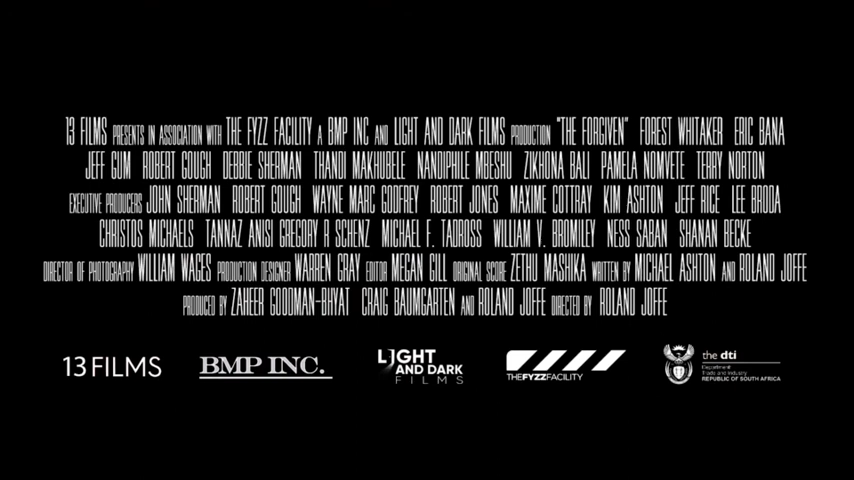 13 FILMS PRESENTS IN ASSOCIATION WITH THE FYZZ FACILITY A BMP INC AND LIGHT AND DARK FILMS PRODUCTION "THE FORGIVEN" FOREST WHITAKER ERIC BANA
JEFF GUM ROBERT GOUGH DEBBIE SHERMAN THANDI MAKHUBELE NANDIPHILE MBESHU ZIKHONA BALI PAMELA NOMVETE TERRY NORTON
EXECUTIVE PRODUCERS JOHN SHERMAN ROBERT GOUGH WAYNE MARC GODFREY ROBERT JONES MAXIME COTTRAY KIM ASHTON JEFF RICE LEE BRODA
CHRISTOS MICHAELS TANNAZ ANISI GREGORY R SCHENZ MICHAEL F. TADROSS WILLIAM V. BROMILEY NESS SABAN SHANAN BECKE
DIRECTOR OF PHOTOGRAPHY WILLIAM WAGES PRODUCTION DESIGNER WARREN GRAY EDITOR MEGAN GILL ORIGINAL SCORE ZETHU MASHIKA WRITTEN BY MICHAEL ASHTON AND ROLAND JOFFE
PRODUCED BY ZAHEER GOODMAN-BHYAT CRAIG BAUMGARTEN AND ROLAND JOFFE DIRECTED BY ROLAND JOFFE
13 FILMS
BMP INC.
LIGHT
AND DARK
FILMS
THEFYZZFACILITY
the dti
Department:
Trade and Industry
REPUBLIC OF SOUTH AFRICA